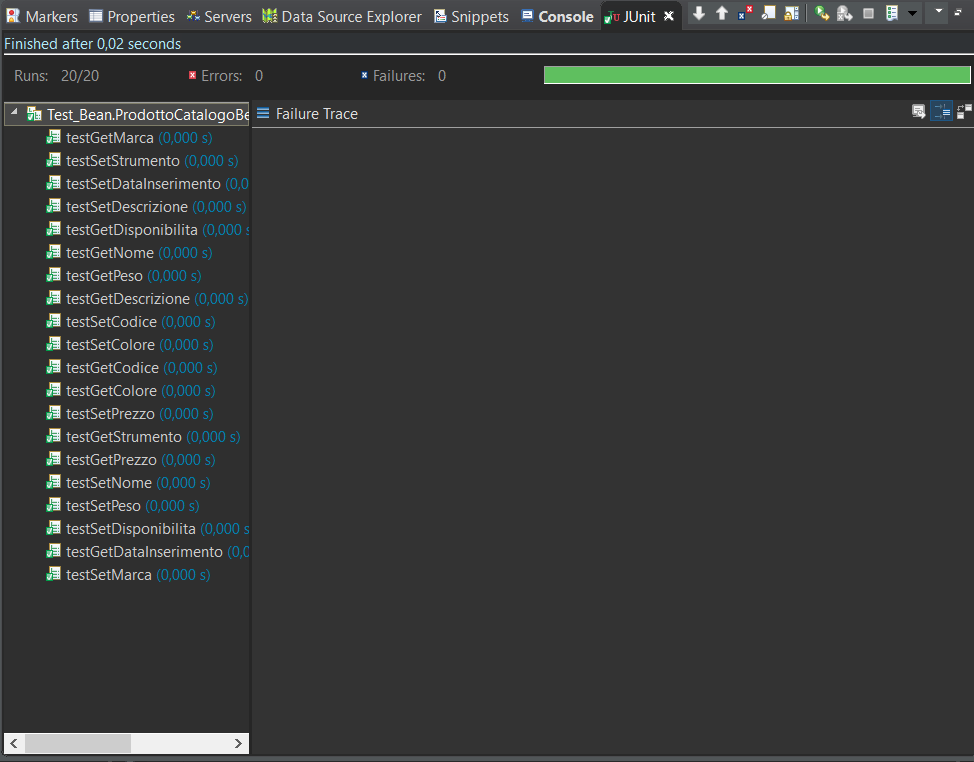 Markers Properties Servers Data Source Explorer Snippets Console JUnit
Finished after 0,02 seconds
Runs: 20/20 Errors: 0 Failures: 0
Test_Bean.ProdottoCatalogoBe
Failure Trace
testGetMarca (0,000 s)
testSetStrumento (0,000 s)
testSetDataInserimento (0,0
testSetDescrizione (0,000 s)
testGetDisponibilita (0,000 s
testGetNome (0,000 s)
testGetPeso (0,000 s)
testGetDescrizione (0,000 s)
testSetCodice (0,000 s)
testSetColore (0,000 s)
testGetCodice (0,000 s)
testGetColore (0,000 s)
testSetPrezzo (0,000 s)
testGetStrumento (0,000 s)
testGetPrezzo (0,000 s)
testSetNome (0,000 s)
testSetPeso (0,000 s)
testSetDisponibilita (0,000 s
testGetDataInserimento (0,0
testSetMarca (0,000 s)